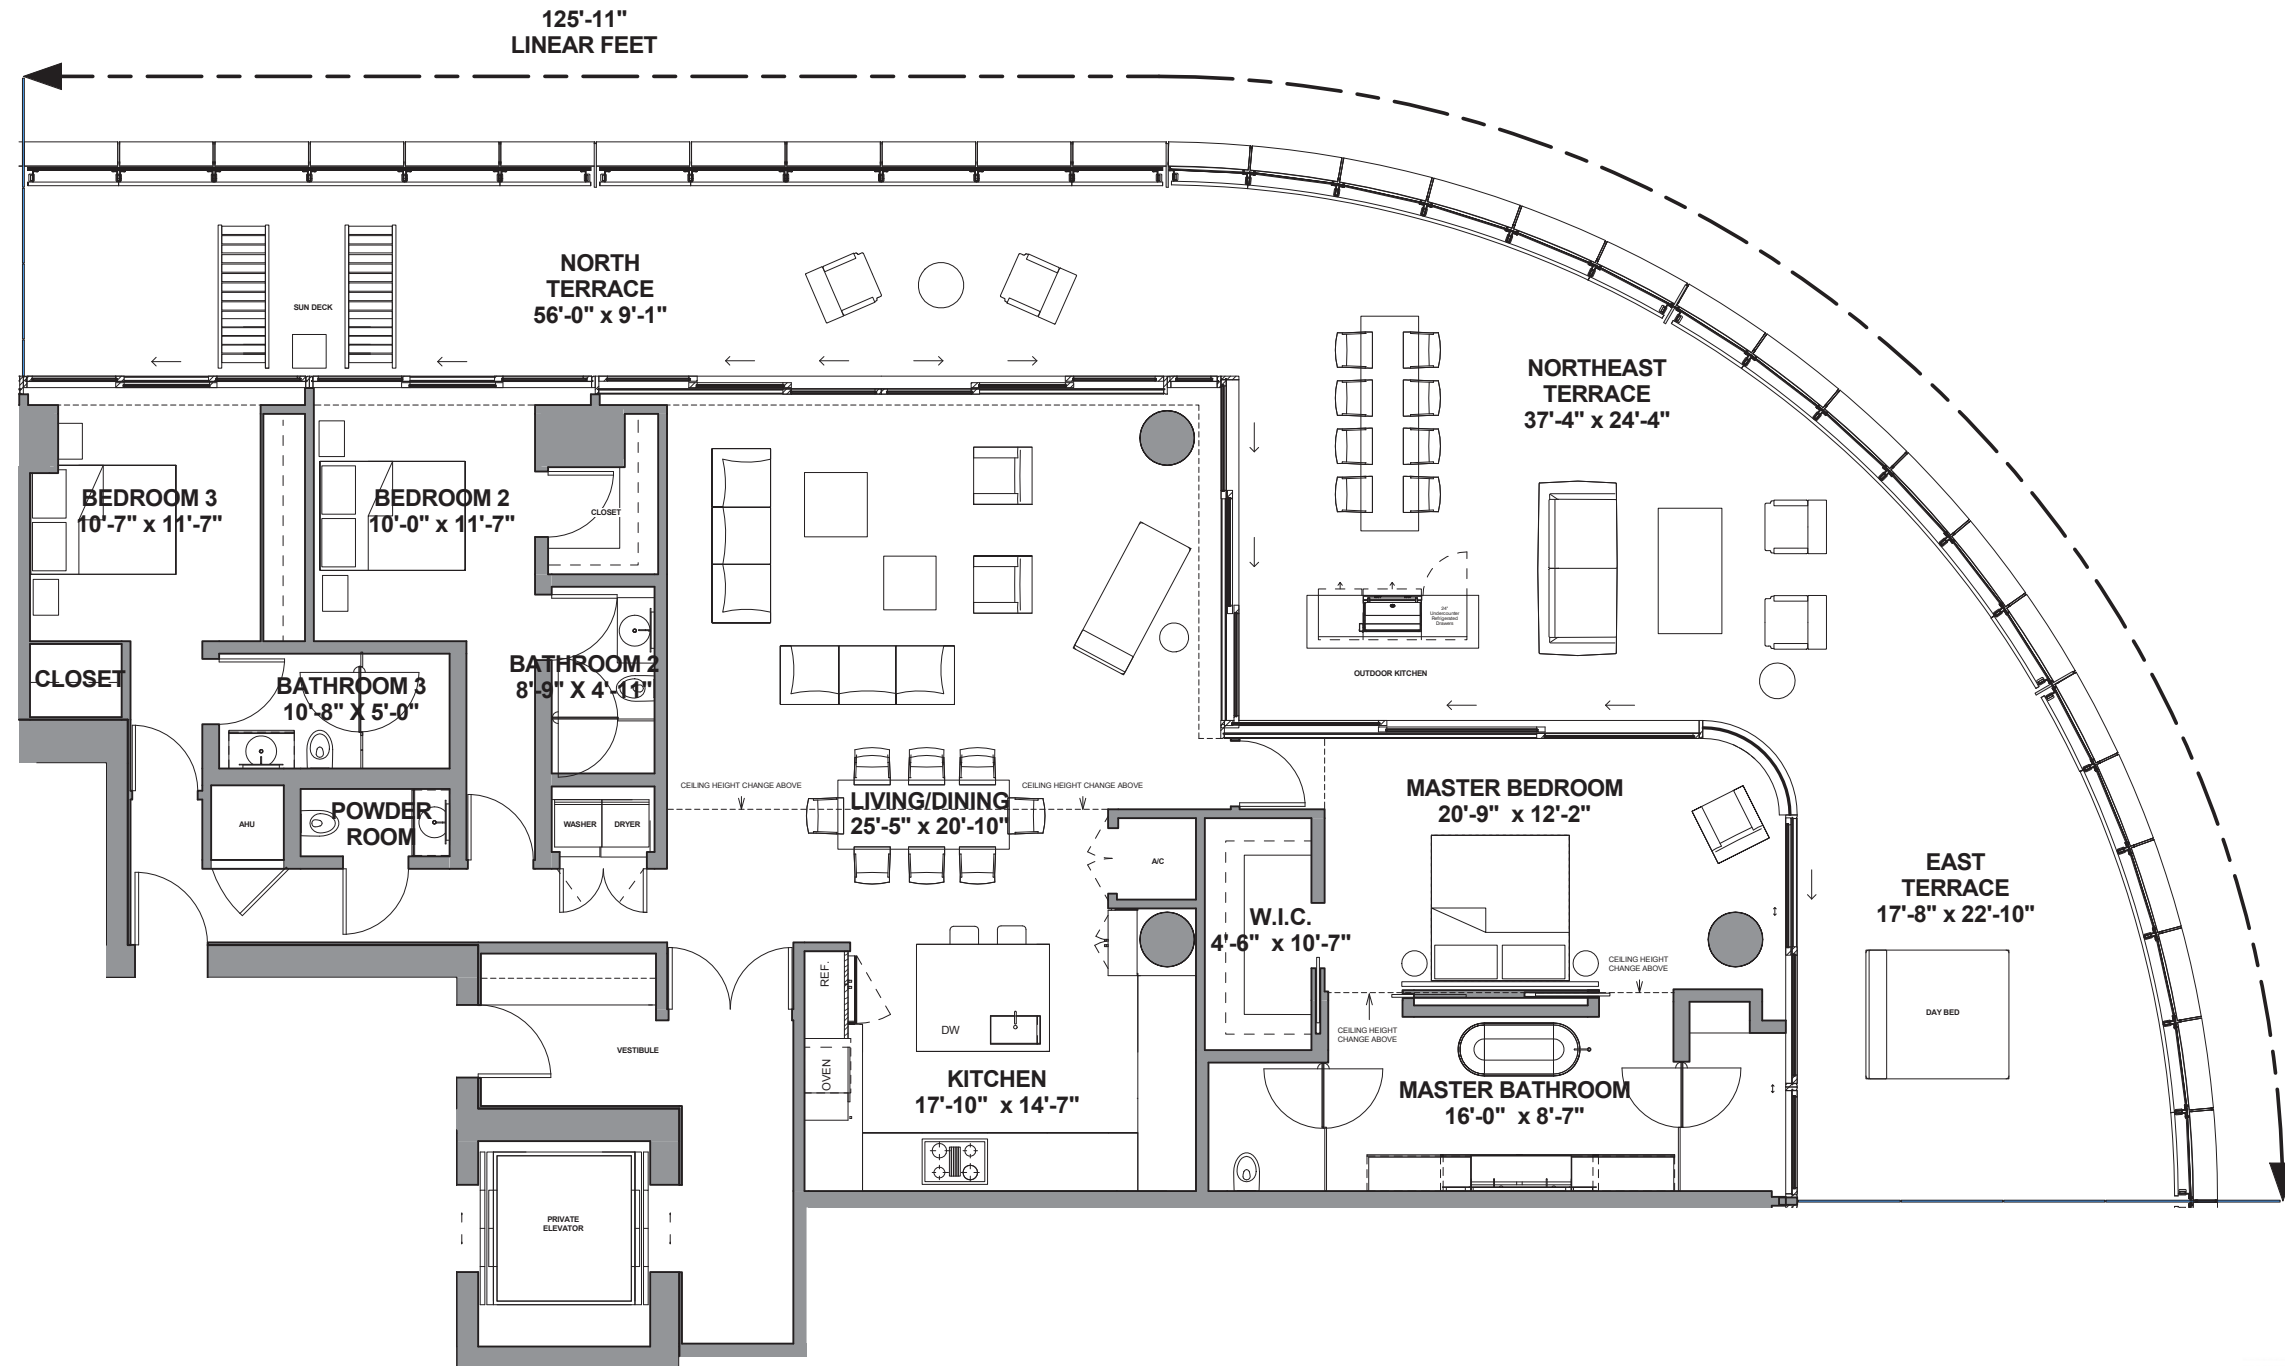 125'-11"
LINEAR FEET
NORTH
TERRACE
56'-0" x 9'-1"
SUN DECK
NORTHEAST
TERRACE
37'-4" x 24'-4"
BEDROOM 3
10'-7" x 11'-7"
BEDROOM 2
10'-0" x 11'-7"
CLOSET
24"
Undercounter
Refrigerated
Drawers
OUTDOOR KITCHEN
CLOSET
BATHROOM 3
10'-8" X 5'-0"
BATHROOM 2
8'-9" X 4'-11"
CEILING HEIGHT CHANGE ABOVE
CEILING HEIGHT CHANGE ABOVE
LIVING/DINING
25'-5" x 20'-10"
MASTER BEDROOM
20'-9" x 12'-2"
AHU
POWDER
ROOM
WASHER
DRYER
A/C
EAST
TERRACE
17'-8" x 22'-10"
W.I.C.
4'-6" x 10'-7"
REF.
CEILING HEIGHT
CHANGE ABOVE
DW
CEILING HEIGHT
CHANGE ABOVE
DAY BED
VESTIBULE
OVEN
KITCHEN
17'-10" x 14'-7"
MASTER BATHROOM
16'-0" x 8'-7"
PRIVATE
ELEVATOR